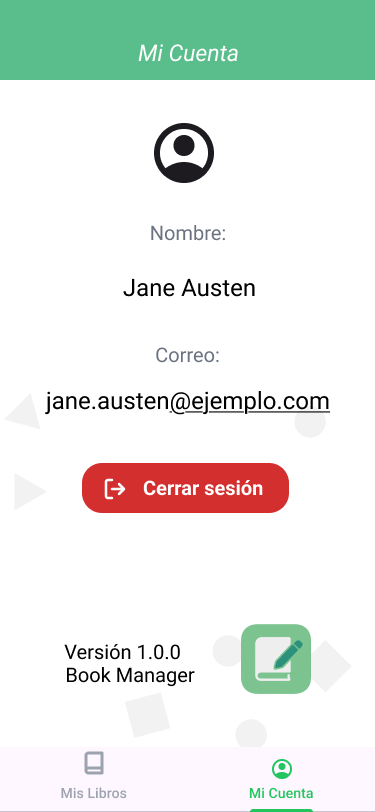 Mi Cuenta
Nombre:
Jane Austen
Correo:
jane.austen@ejemplo.com
Cerrar sesión
Versión 1.0.0
Book Manager
Mis Libros
Mi Cuenta